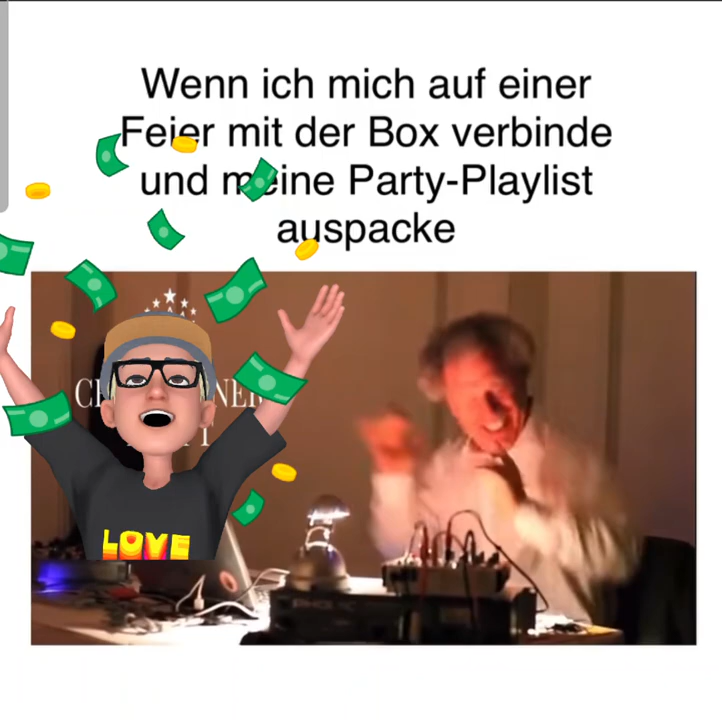 Wenn ich mich auf einer
Feier mit der Box verbinde
und meine Party-Playlist
auspacke
LOVE